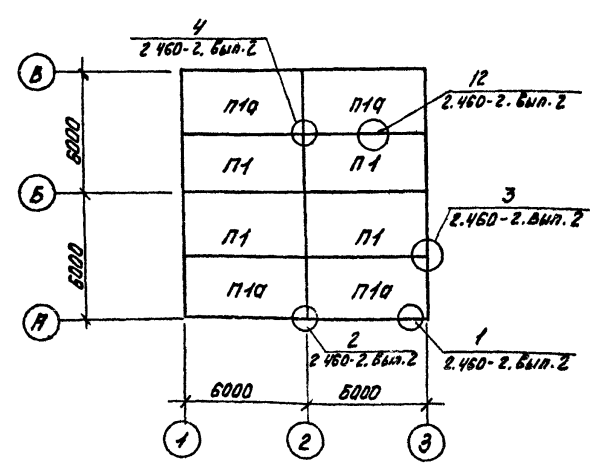 4
2.460-2. Вып.2
В
12
2.460-2. Вып.2
П1а П1а
6000
П1 П1
Б
3
2.460-2. Вып.2
П1 П1
6000
П1а П1а
А
2
2.460-2. Вып.2
1
2.460-2. Вып.2
6000 6000
1 2 3